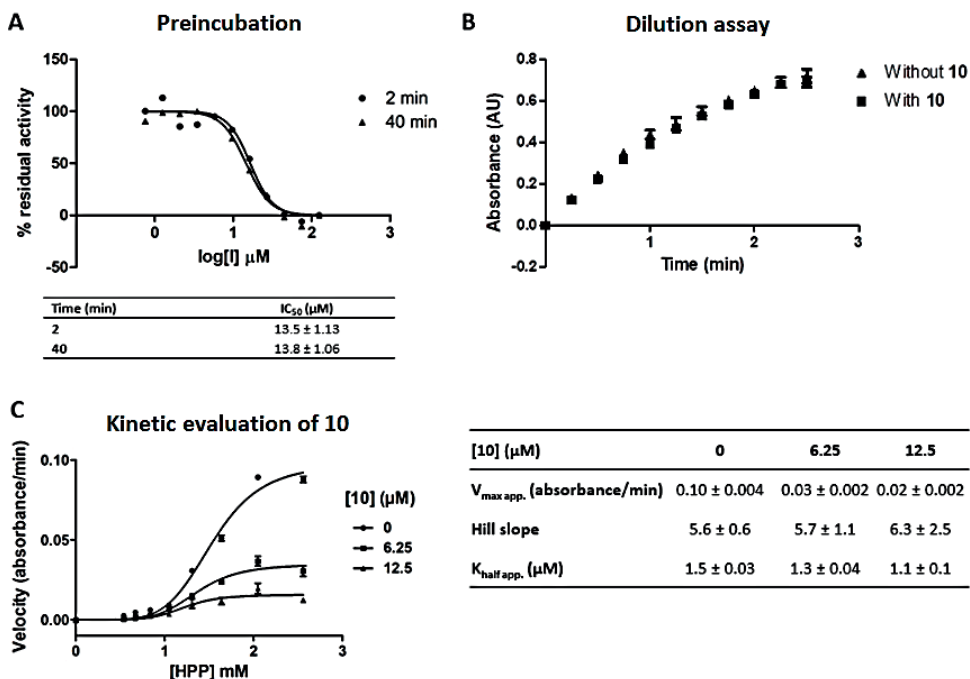 A
Preincubation
% residual activity
150
100
50
0
-50
0
1
2
3
log[I] μM
2 min
40 min
Time (min) IC50 (μM)
2 13.5 ± 1.13
40 13.8 ± 1.06
B
Dilution assay
Absorbance (AU)
0.8
0.6
0.4
0.2
0.0
-0.2
1
2
3
Time (min)
Without 10
With 10
C
Kinetic evaluation of 10
Velocity (absorbance/min)
0.10
0.05
0.00
0
1
2
3
[HPP] mM
[10] (μM)
0
6.25
12.5
[10] (μM) 0 6.25 12.5
Vmax app. (absorbance/min) 0.10 ± 0.004 0.03 ± 0.002 0.02 ± 0.002
Hill slope 5.6 ± 0.6 5.7 ± 1.1 6.3 ± 2.5
Khalf app. (μM) 1.5 ± 0.03 1.3 ± 0.04 1.1 ± 0.1